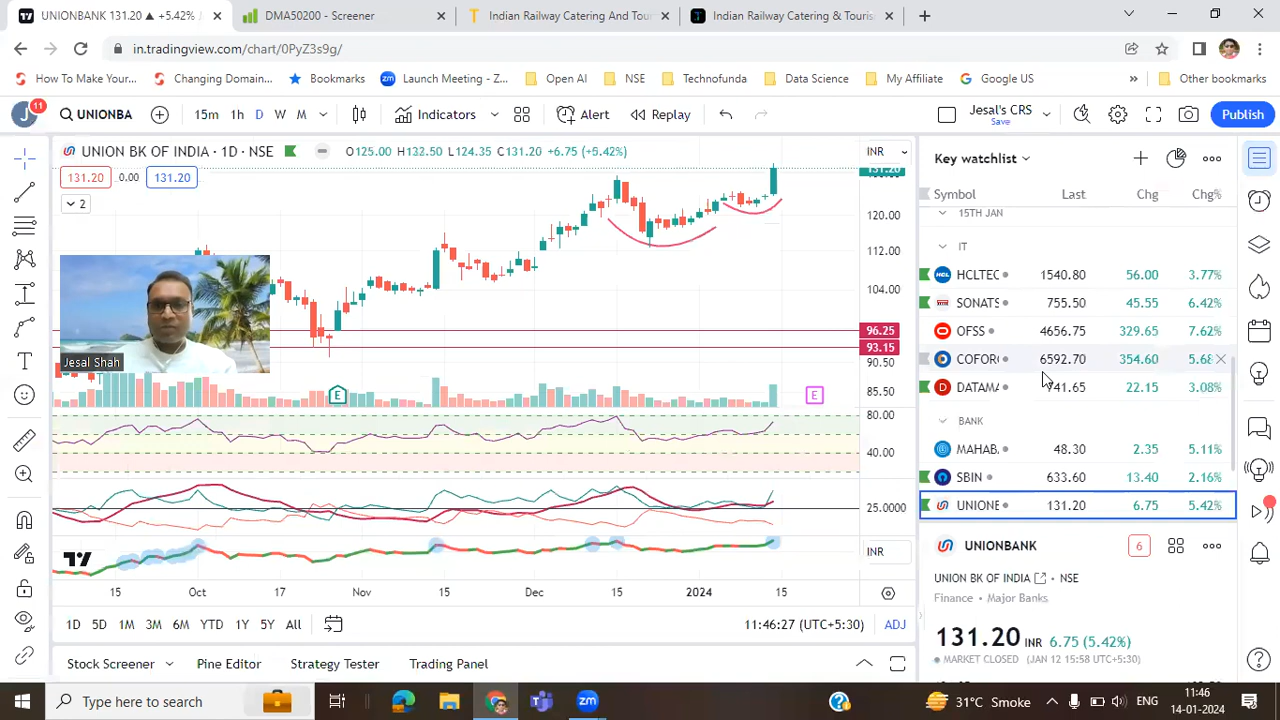 UNIONBANK 131.20 ▲ +5.42%
DMA50200 - Screener
Indian Railway Catering And Tou
Indian Railway Catering & Touris
in.tradingview.com/chart/0PyZ3s9g/
How To Make Your...
Changing Domain...
Bookmarks
Launch Meeting - Z...
Open AI
NSE
Technofunda
Data Science
My Affiliate
Google US
»
Other bookmarks
J
11
UNIONBA
15m
1h
D
W
M
Indicators
Alert
Replay
Jesal's CRS
Save
Publish
UNION BK OF INDIA · 1D · NSE
O125.00 H132.50 L124.35 C131.20 +6.75 (+5.42%)
INR
131.20
0.00
131.20
2
131.20
120.00
112.00
104.00
96.25
93.15
90.50
85.50
80.00
40.00
25.0000
INR
Jesal Shah
E
E
15
Oct
17
Nov
15
Dec
15
2024
15
1D
5D
1M
3M
6M
YTD
1Y
5Y
All
11:46:27 (UTC+5:30)
ADJ
Stock Screener
Pine Editor
Strategy Tester
Trading Panel
Key watchlist
Symbol
Last
Chg
Chg%
15TH JAN
IT
HCLTEC
1540.80
56.00
3.77%
SONATS
755.50
45.55
6.42%
OFSS
4656.75
329.65
7.62%
COFORG
6592.70
354.60
5.68
DATAMA
741.65
22.15
3.08%
BANK
MAHAB
48.30
2.35
5.11%
SBIN
633.60
13.40
2.16%
UNIONE
131.20
6.75
5.42%
UNIONBANK
6
UNION BK OF INDIA
NSE
Finance • Major Banks
131.20 INR 6.75 (5.42%)
MARKET CLOSED (JAN 12 15:58 UTC+5:30)
Type here to search
31°C Smoke
ENG
11:46
14-01-2024